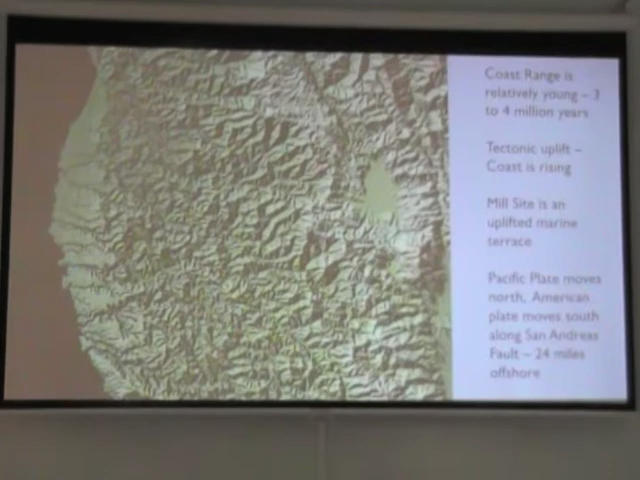 Coast Range is
relatively young – 3
to 4 million years
Tectonic uplift –
Coast is rising
Mill Site is an
uplifted marine
terrace
Pacific Plate moves
north, American
plate moves south
along San Andreas
Fault – 24 miles
offshore